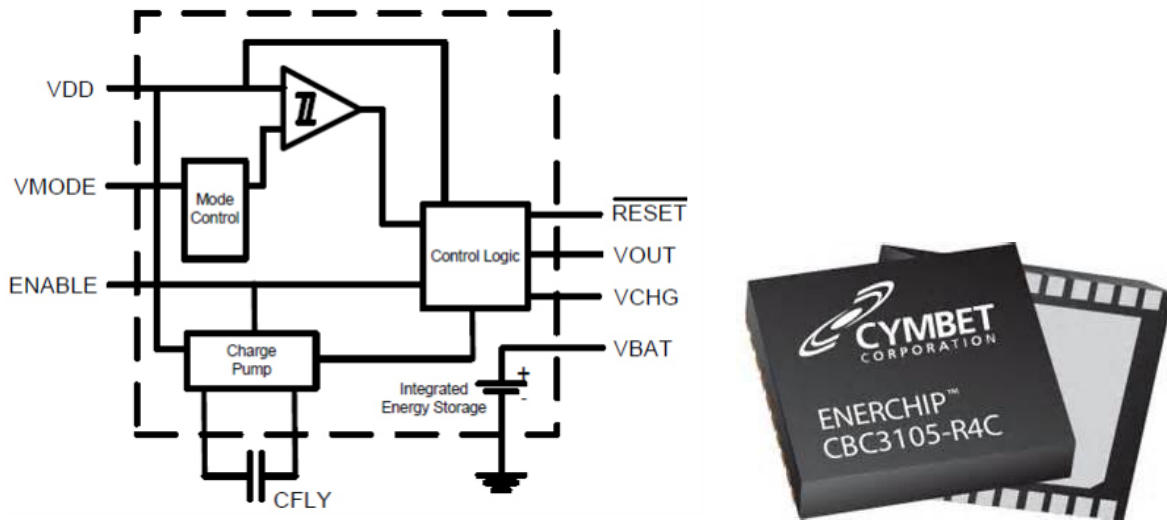 VDD
VMODE
Mode
Control
ENABLE
Charge
Pump
Control Logic
RESET
VOUT
VCHG
VBAT
+
-
Integrated
Energy Storage
CFLY
CYMBET
CORPORATION
ENERCHIP™
CBC3105-R4C